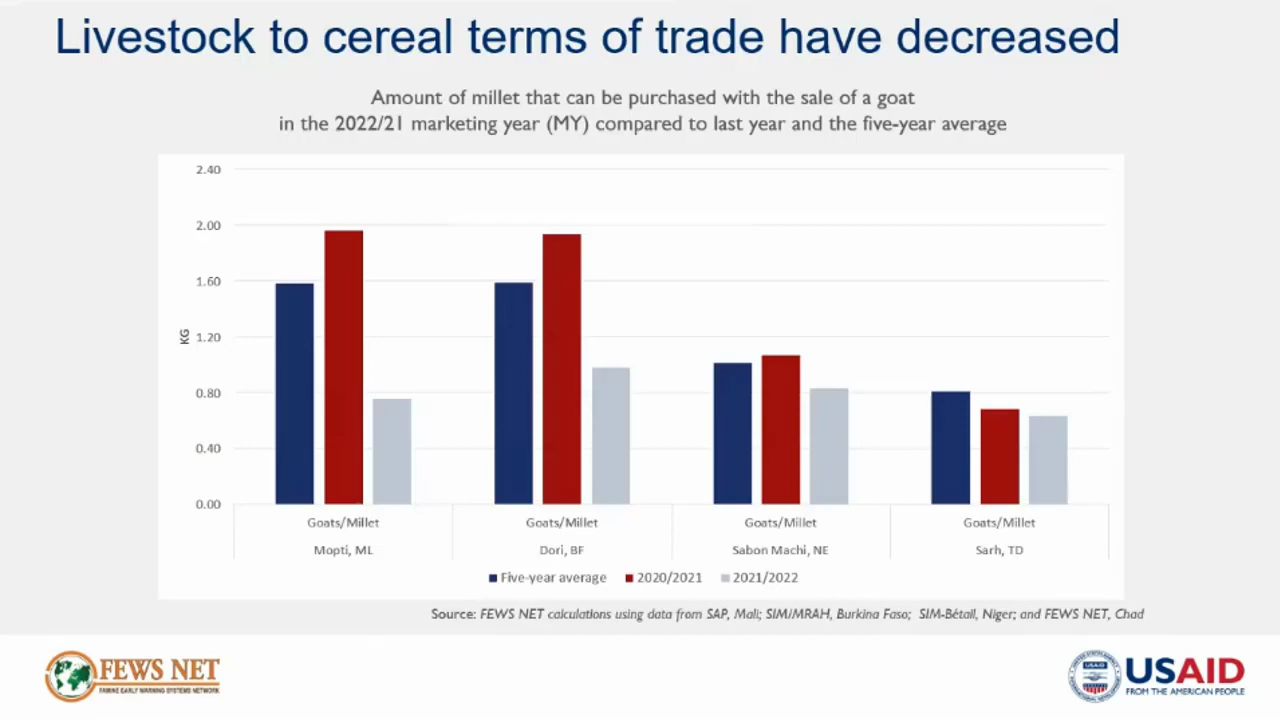 Livestock to cereal terms of trade have decreased
Amount of millet that can be purchased with the sale of a goat
in the 2022/21 marketing year (MY) compared to last year and the five-year average
2.40
2.00
1.60
1.20
0.80
0.40
0.00
KG
Goats/Millet Goats/Millet Goats/Millet Goats/Millet
Mopti, ML Dori, BF Sabon Machi, NE Sarh, TD
Five-year average 2020/2021 2021/2022
Source: FEWS NET calculations using data from SAP, Mali; SIM/MRAH, Burkina Faso; SIM-Bétail, Niger; and FEWS NET, Chad
FEWS NET
FAMINE EARLY WARNING SYSTEMS NETWORK
USAID
FROM THE AMERICAN PEOPLE